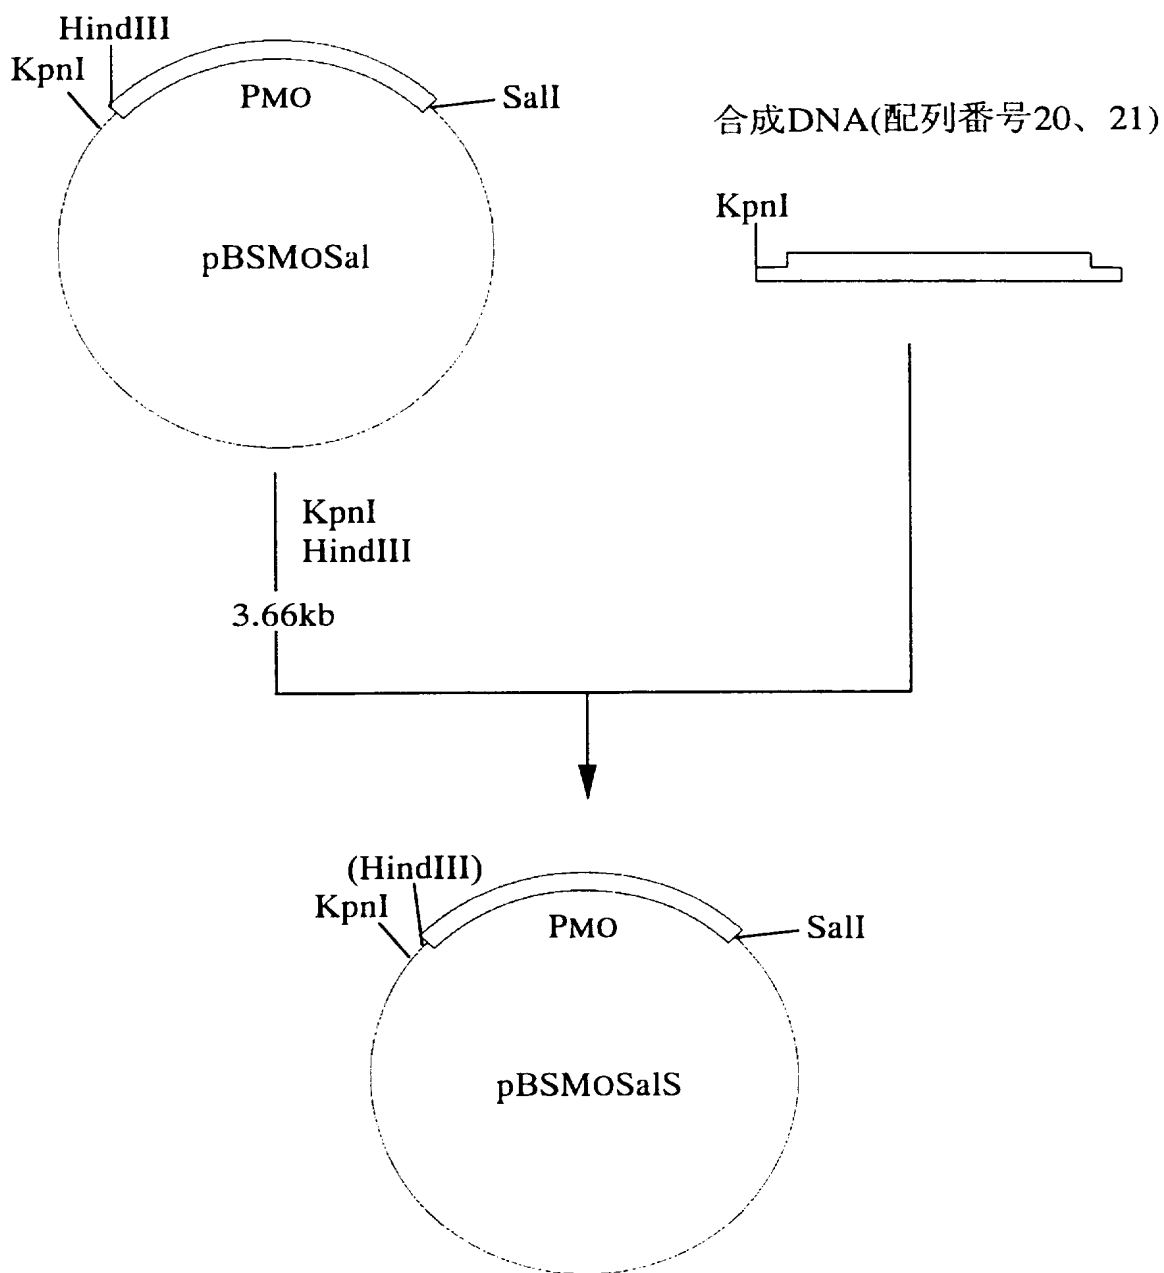 HindIII
KpnI
PMO
SalI
pBSMOSal
合成DNA(配列番号20、21)
KpnI
KpnI
HindIII
3.66kb
(HindIII)
KpnI
PMO
SalI
pBSMOSalS